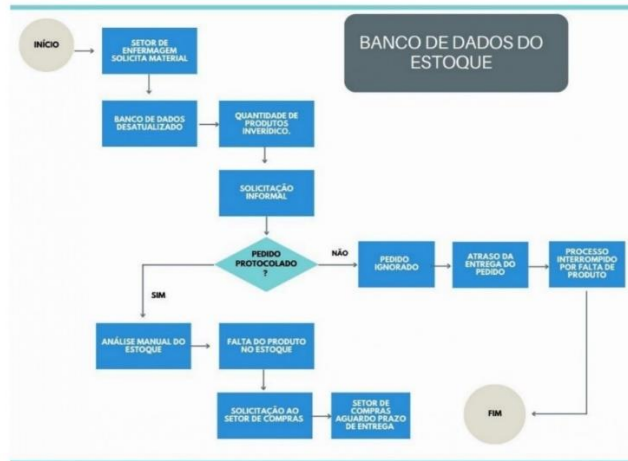 BANCO DE DADOS DO
ESTOQUE
INÍCIO
SETOR DE
ENFERMAGEM
SOLICITA MATERIAL
BANCO DE DADOS
DESATUALIZADO
QUANTIDADE DE
PRODUTOS
INVERÍDICO.
SOLICITAÇÃO
INFORMAL
PEDIDO
PROTOCOLADO
?
NÃO
PEDIDO
IGNORADO
ATRASO DA
ENTREGA DO
PEDIDO
PROCESSO
INTERROMPIDO
POR FALTA DE
PRODUTO
SIM
ANÁLISE MANUAL DO
ESTOQUE
FALTA DO PRODUTO
NO ESTOQUE
SOLICITAÇÃO AO
SETOR DE COMPRAS
SETOR DE
COMPRAS
AGUARDO PRAZO
DE ENTREGA
FIM